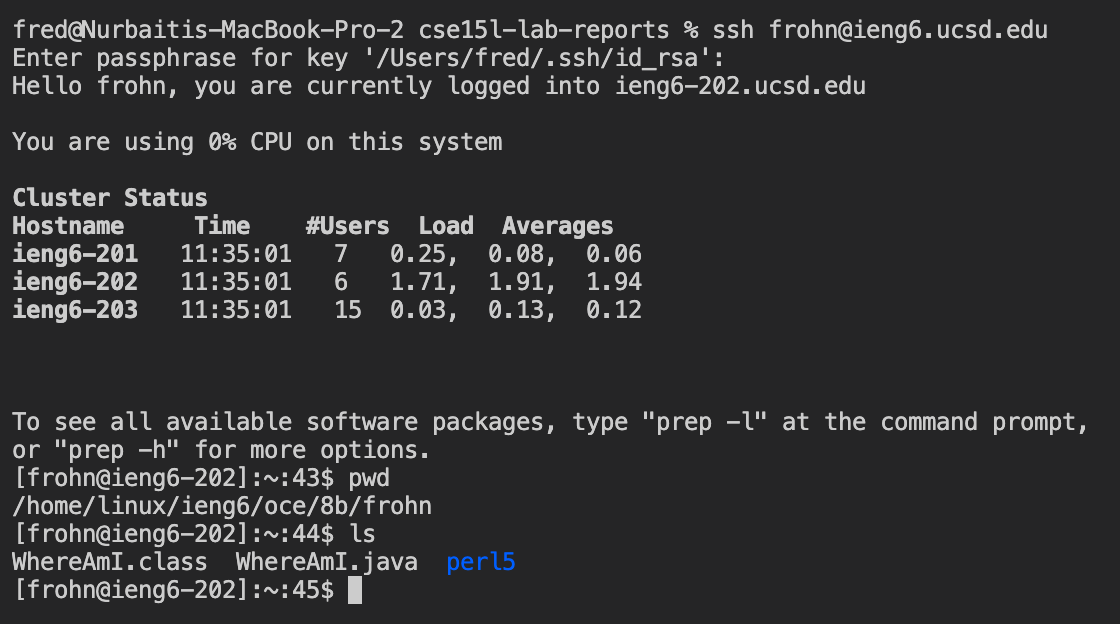 fred@Nurbaitis-MacBook-Pro-2 cse15l-lab-reports % ssh frohn@ieng6.ucsd.edu
Enter passphrase for key '/Users/fred/.ssh/id_rsa':
Hello frohn, you are currently logged into ieng6-202.ucsd.edu
You are using 0% CPU on this system
Cluster Status
Hostname     Time    #Users  Load  Averages
ieng6-201   11:35:01   7   0.25,  0.08,  0.06
ieng6-202   11:35:01   6   1.71,  1.91,  1.94
ieng6-203   11:35:01   15  0.03,  0.13,  0.12
To see all available software packages, type "prep -l" at the command prompt,
or "prep -h" for more options.
[frohn@ieng6-202]:~:43$ pwd
/home/linux/ieng6/oce/8b/frohn
[frohn@ieng6-202]:~:44$ ls
WhereAmI.class  WhereAmI.java  perl5
[frohn@ieng6-202]:~:45$